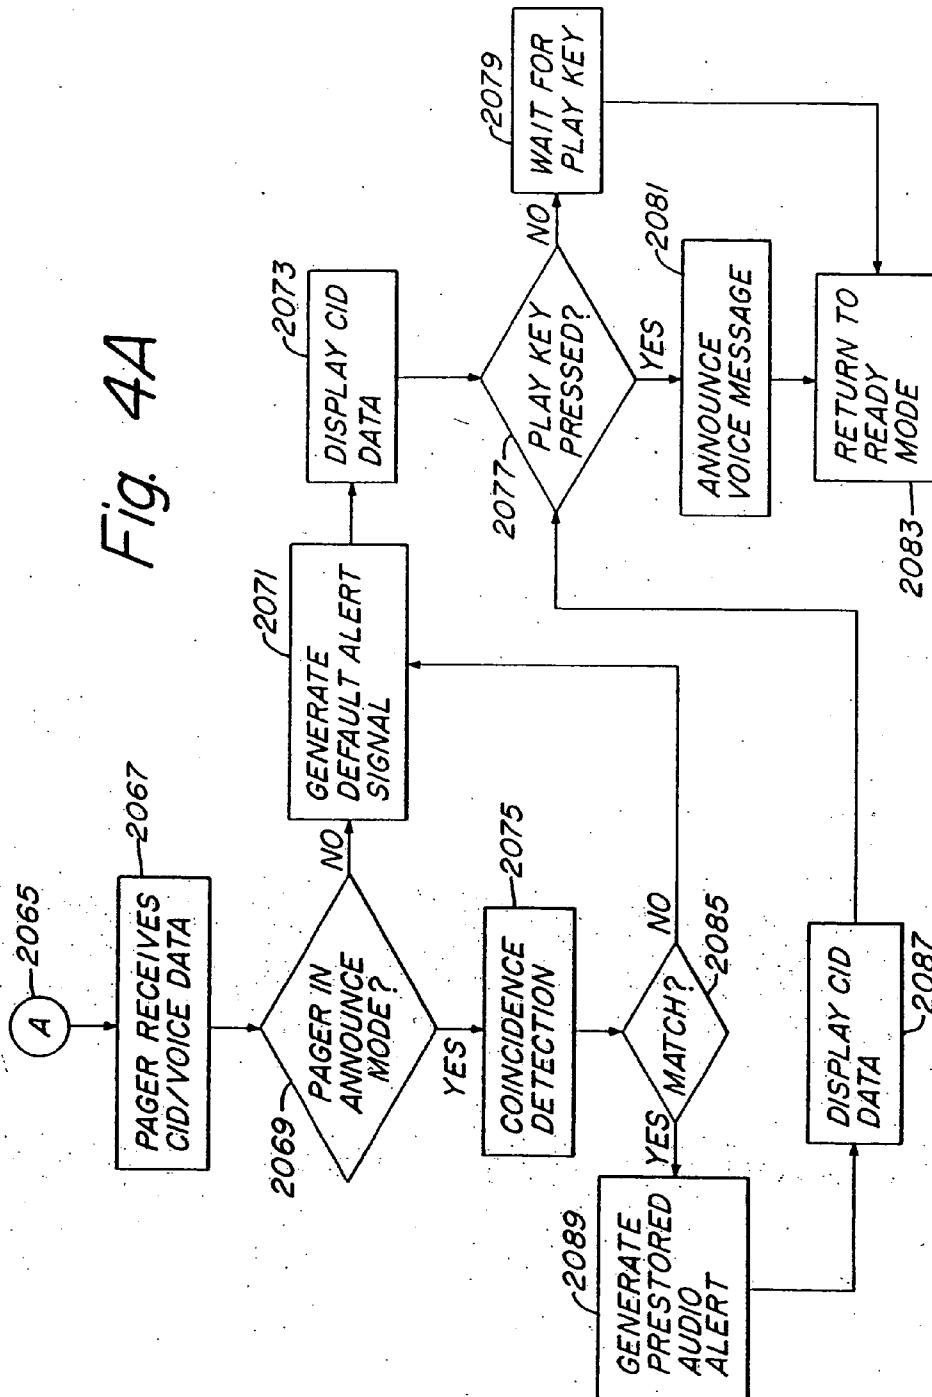 Fig. 4A
A
2065
PAGER RECEIVES
CID/VOICE DATA
2067
PAGER IN
ANNOUNCE
MODE?
2069
NO
YES
GENERATE
DEFAULT ALERT
SIGNAL
2071
DISPLAY CID
DATA
2073
COINCIDENCE
DETECTION
2075
MATCH?
2085
NO
YES
GENERATE
PRESTORED
AUDIO
ALERT
2089
DISPLAY CID
DATA
2087
PLAY KEY
PRESSED?
2077
NO
YES
WAIT FOR
PLAY KEY
2079
ANNOUNCE
VOICE MESSAGE
2081
RETURN TO
READY
MODE
2083